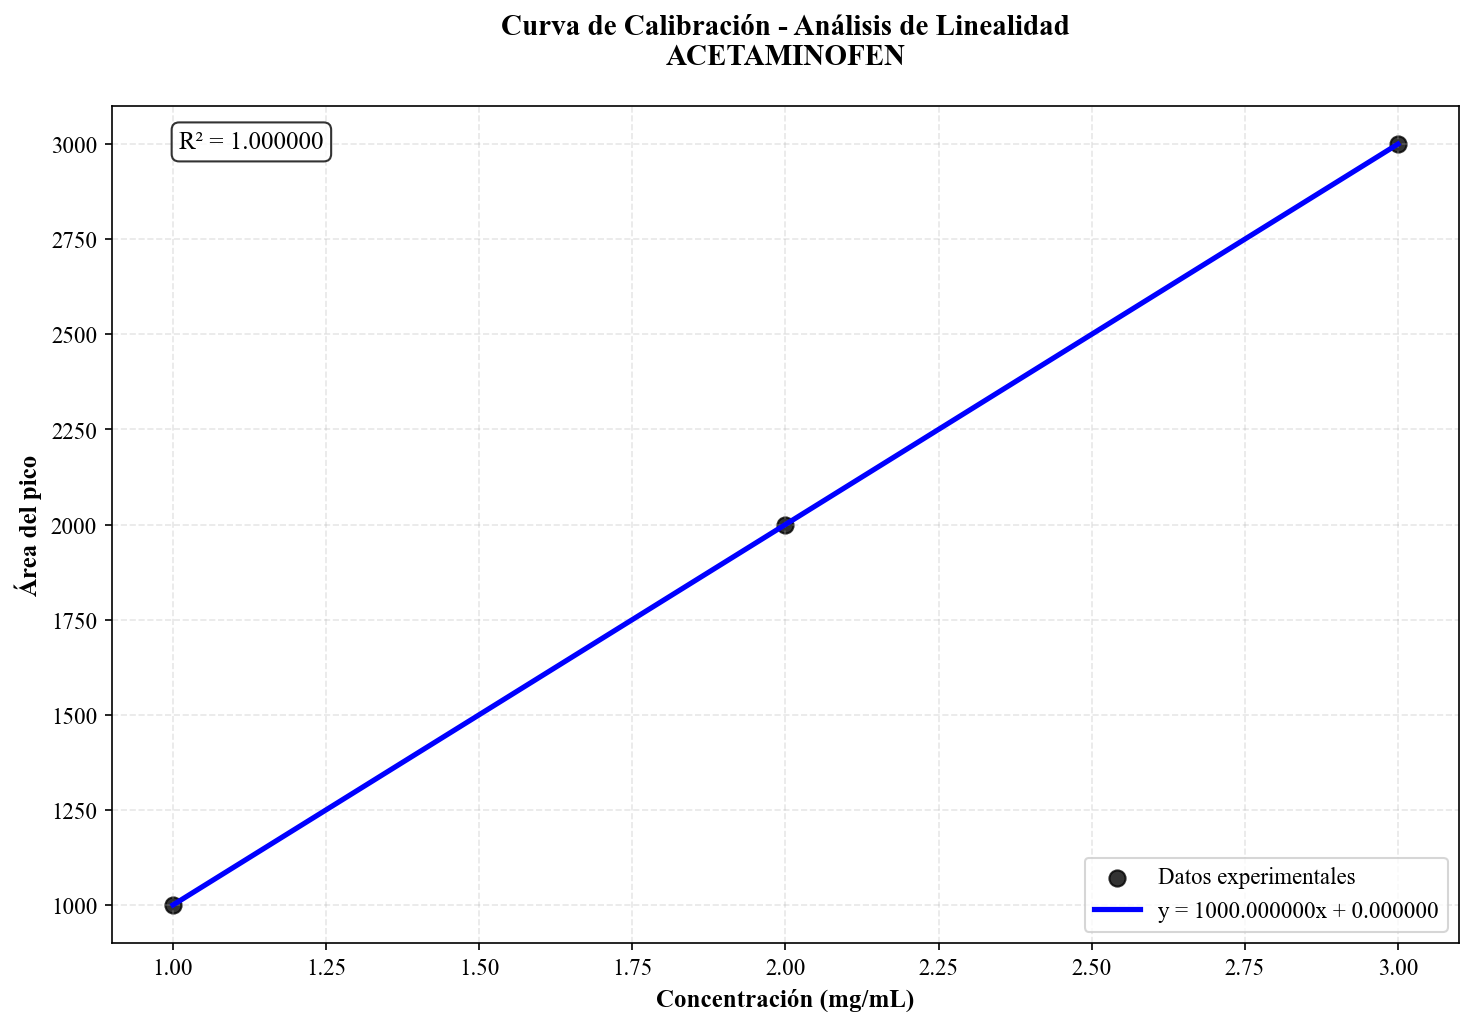 Curva de Calibración - Análisis de Linealidad
ACETAMINOFEN
R² = 1.000000
3000
2750
2500
2250
2000
1750
1500
1250
1000
Área del pico
Datos experimentales
y = 1000.000000x + 0.000000
1.00 1.25 1.50 1.75 2.00 2.25 2.50 2.75 3.00
Concentración (mg/mL)